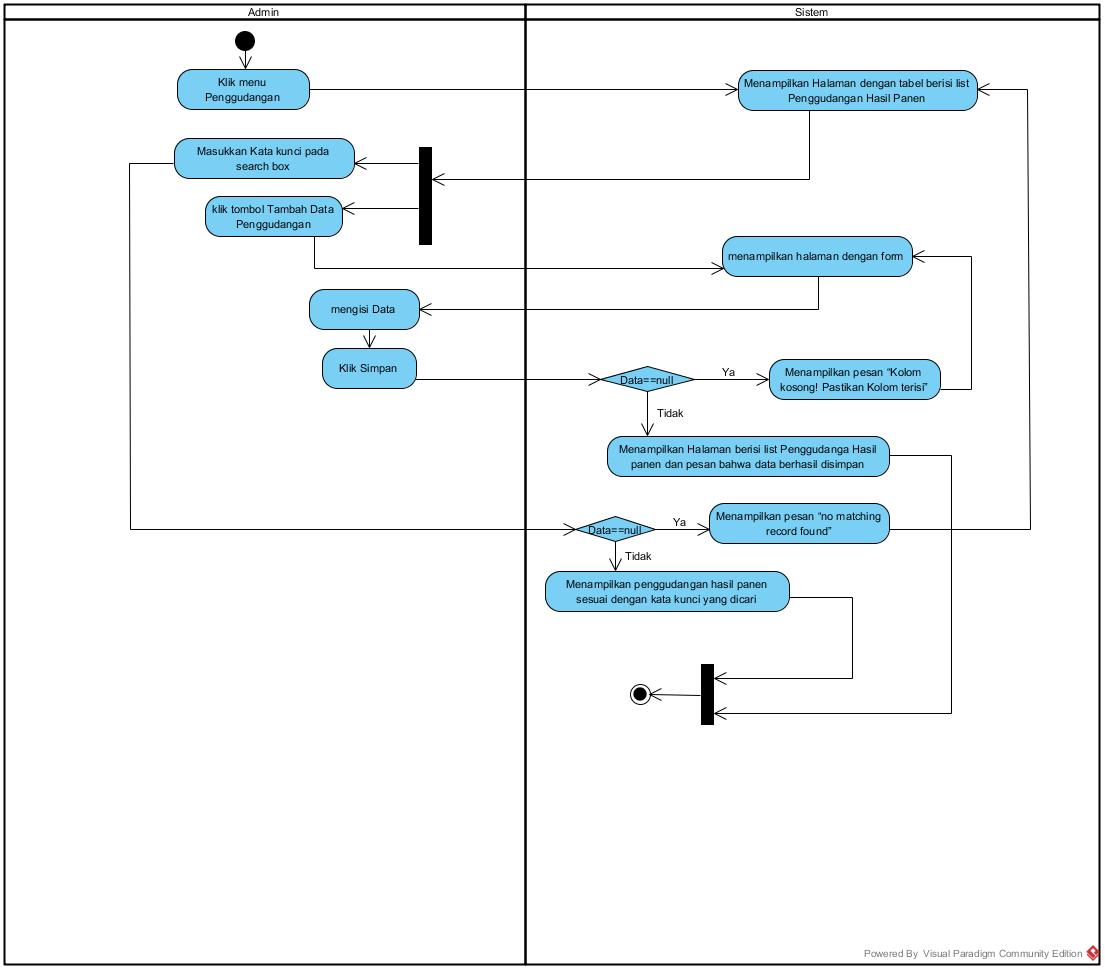 Admin
Sistem
Klik menu
Penggudangan
Menampilkan Halaman dengan tabel berisi list
Penggudangan Hasil Panen
Masukkan Kata kunci pada
search box
klik tombol Tambah Data
Penggudangan
menampilkan halaman dengan form
mengisi Data
Klik Simpan
Data==null
Ya
Menampilkan pesan “Kolom
kosong! Pastikan Kolom terisi”
Tidak
Menampilkan Halaman berisi list Penggudanga Hasil
panen dan pesan bahwa data berhasil disimpan
Data==null
Ya
Menampilkan pesan “no matching
record found”
Tidak
Menampilkan penggudangan hasil panen
sesuai dengan kata kunci yang dicari
Powered By Visual Paradigm Community Edition